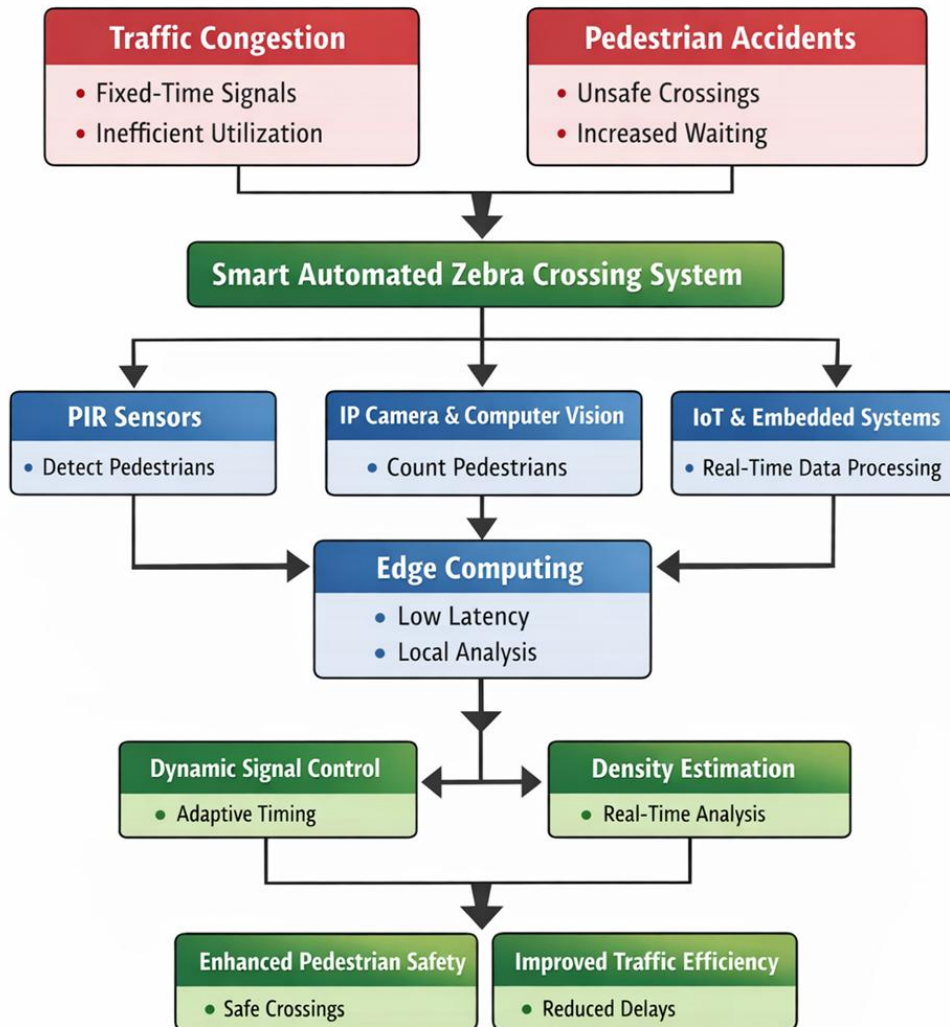 Traffic Congestion
• Fixed-Time Signals
• Inefficient Utilization
Pedestrian Accidents
• Unsafe Crossings
• Increased Waiting
Smart Automated Zebra Crossing System
PIR Sensors
• Detect Pedestrians
IP Camera & Computer Vision
• Count Pedestrians
IoT & Embedded Systems
• Real-Time Data Processing
Edge Computing
• Low Latency
• Local Analysis
Dynamic Signal Control
• Adaptive Timing
Density Estimation
• Real-Time Analysis
Enhanced Pedestrian Safety
• Safe Crossings
Improved Traffic Efficiency
• Reduced Delays